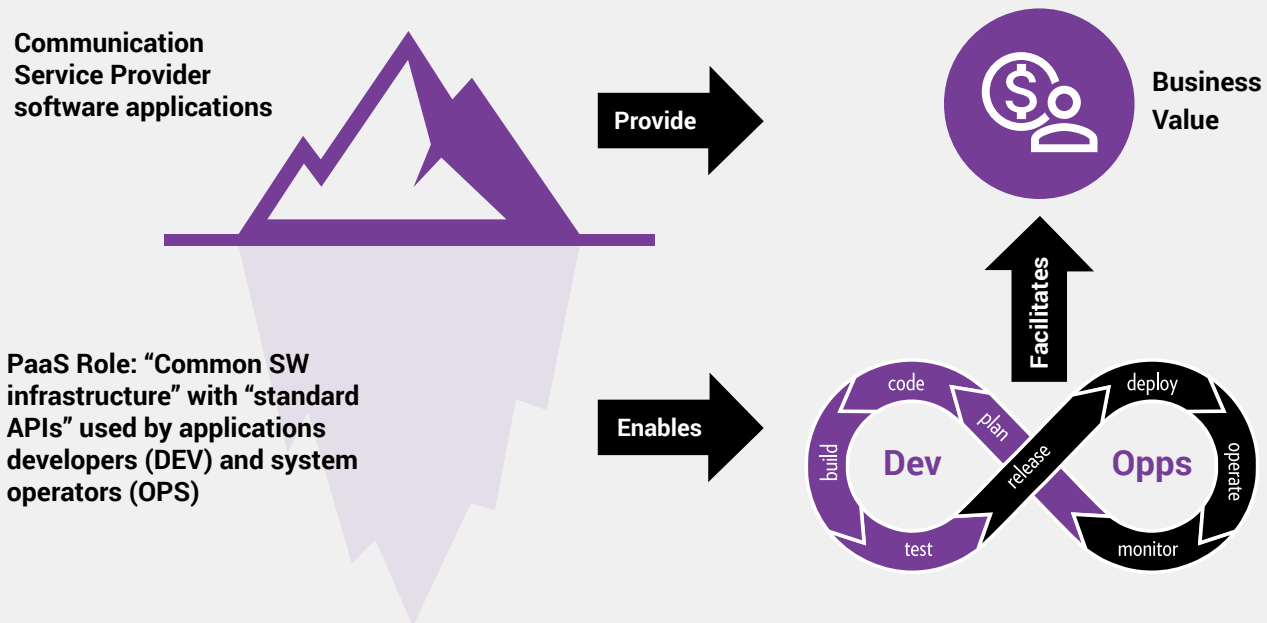 Communication
Service Provider
software applications
Provide
$
Business
Value
Facilitates
PaaS Role: “Common SW
infrastructure” with “standard
APIs” used by applications
developers (DEV) and system
operators (OPS)
Enables
code
plan
build
Dev
test
release
deploy
Opps
operate
monitor